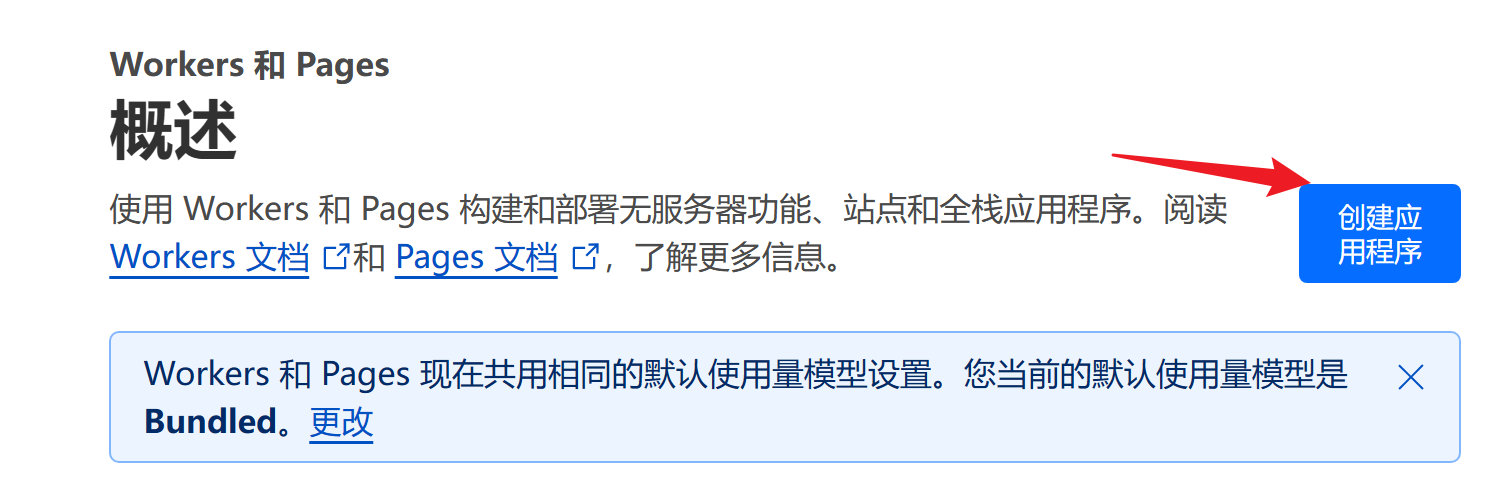 Workers 和 Pages
概述
使用 Workers 和 Pages 构建和部署无服务器功能、站点和全栈应用程序。阅读
Workers 文档 和 Pages 文档 ，了解更多信息。
创建应
用程序
Workers 和 Pages 现在共用相同的默认使用量模型设置。您当前的默认使用量模型是
Bundled。更改